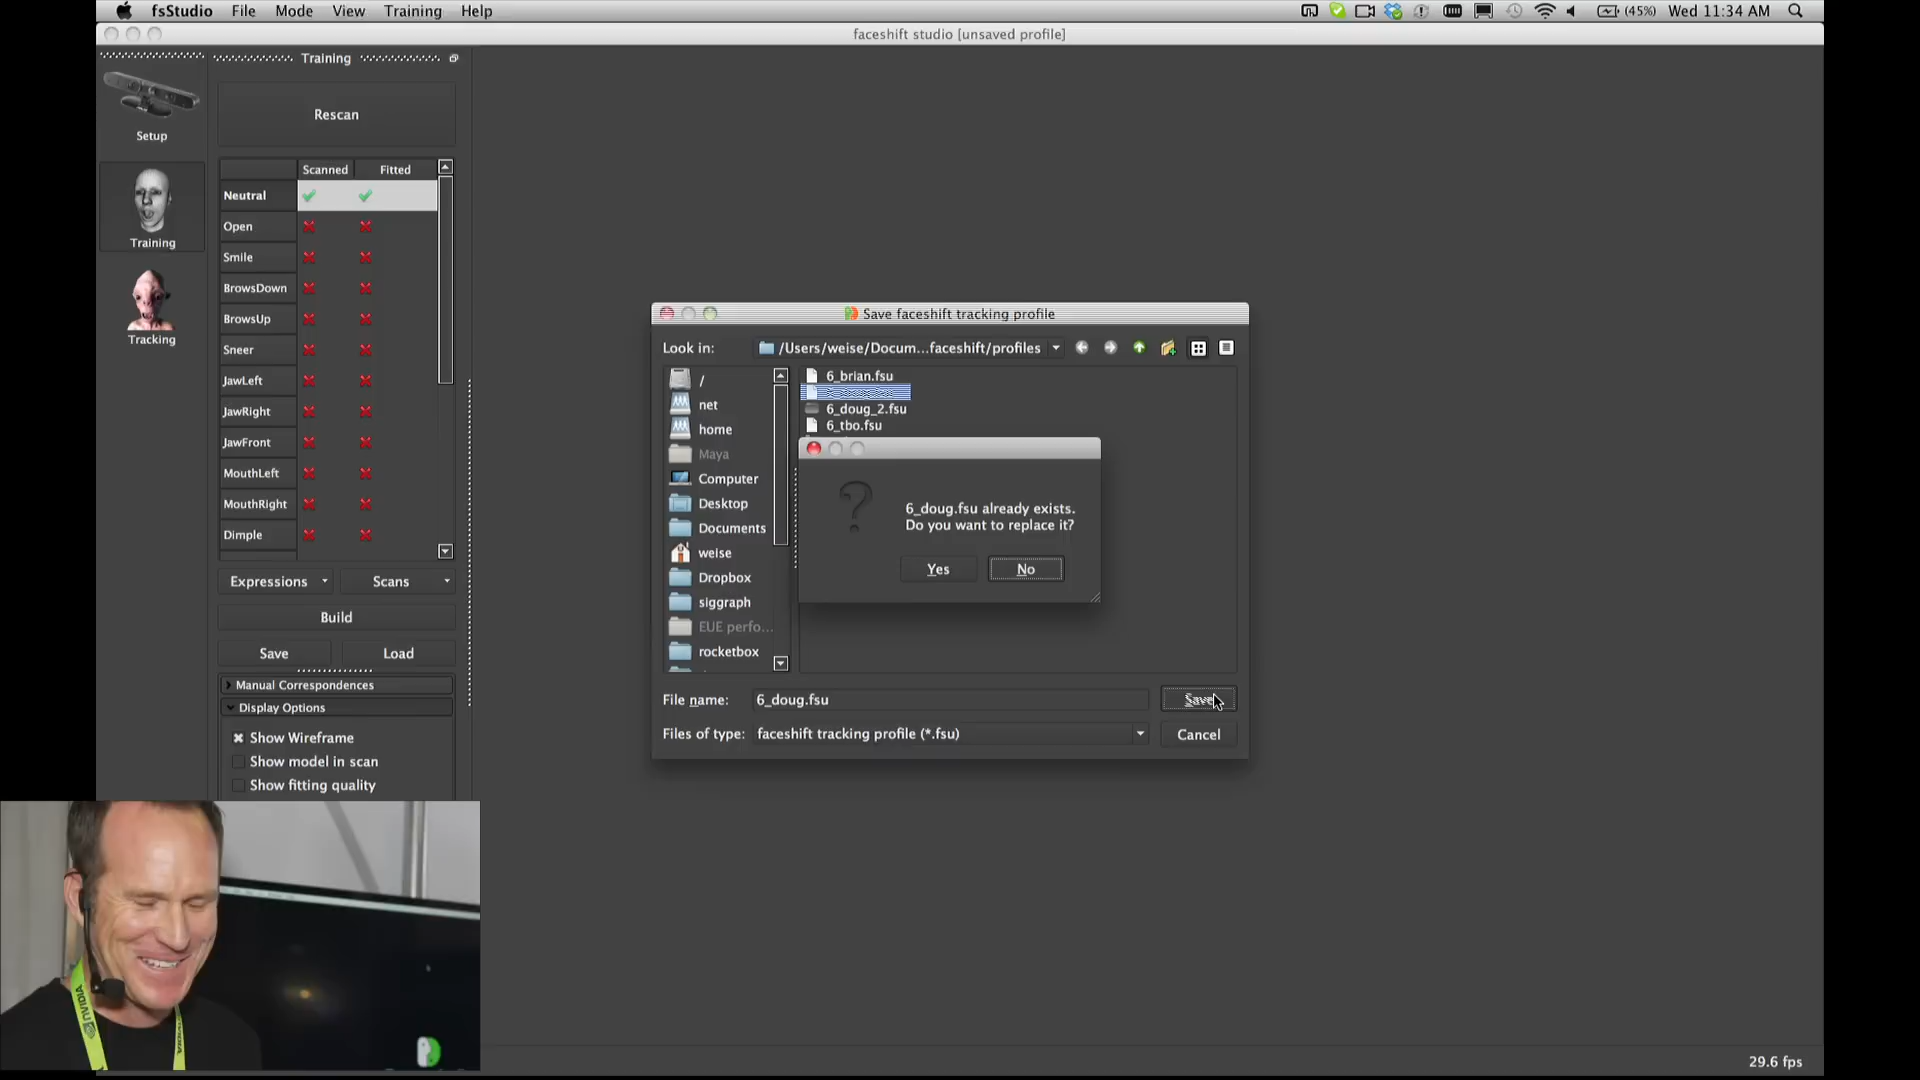 fsStudio File Mode View Training Help
(45%) Wed 11:34 AM
faceshift studio [unsaved profile]
Training
Setup
Training
Tracking
Rescan
Scanned Fitted
Neutral
Open
Smile
BrowsDown
BrowsUp
Sneer
JawLeft
JawRight
JawFront
MouthLeft
MouthRight
Dimple
Expressions Scans
Build
Save Load
Manual Correspondences
Display Options
Show Wireframe
Show model in scan
Show fitting quality
Save faceshift tracking profile
Look in: /Users/weise/Docum...faceshift/profiles
/
net
home
Maya
Computer
Desktop
Documents
weise
Dropbox
siggraph
EUE perfo...
rocketbox
6_brian.fsu
6_doug_2.fsu
6_tbo.fsu
6_doug.fsu already exists.
Do you want to replace it?
Yes No
File name: 6_doug.fsu Save
Files of type: faceshift tracking profile (*.fsu) Cancel
NVIDIA
29.6 fps